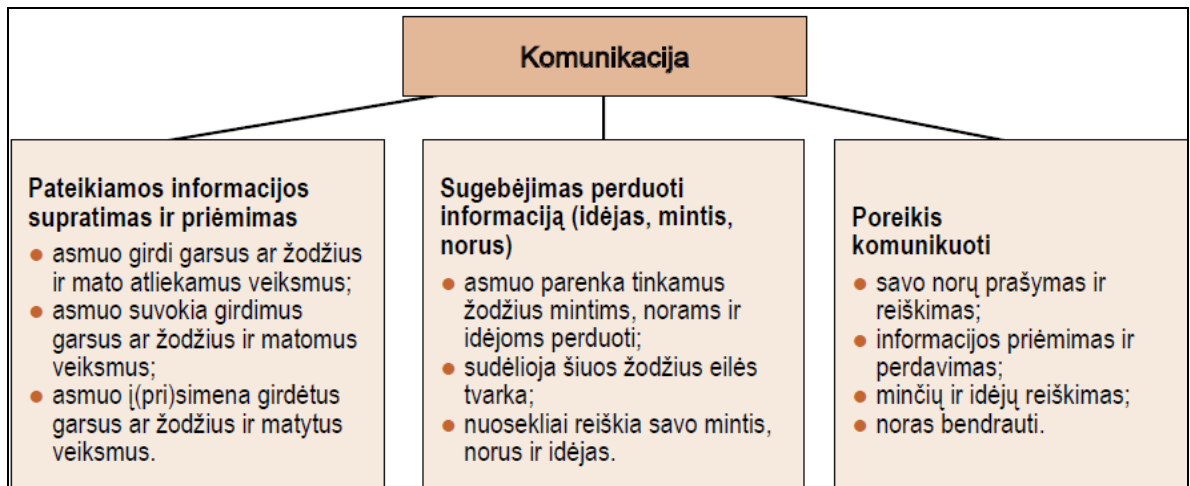 Komunikacija
Pateikiamos informacijos
supratimas ir priėmimas
● asmuo girdi garsus ar žodžius
ir mato atliekamus veiksmus;
● asmuo suvokia girdimus
garsus ar žodžius ir matomus
veiksmus;
● asmuo į(pri)simena girdėtus
garsus ar žodžius ir matytus
veiksmus.
Sugebėjimas perduoti
informaciją (idėjas, mintis,
norus)
● asmuo parenka tinkamus
žodžius mintims, norams ir
idėjoms perduoti;
● sudėlioja šiuos žodžius eilės
tvarka;
● nuosekliai reiškia savo mintis,
norus ir idėjas.
Poreikis
komunikuoti
● savo norų prašymas ir
reiškimas;
● informacijos priėmimas ir
perdavimas;
● minčių ir idėjų reiškimas;
● noras bendrauti.